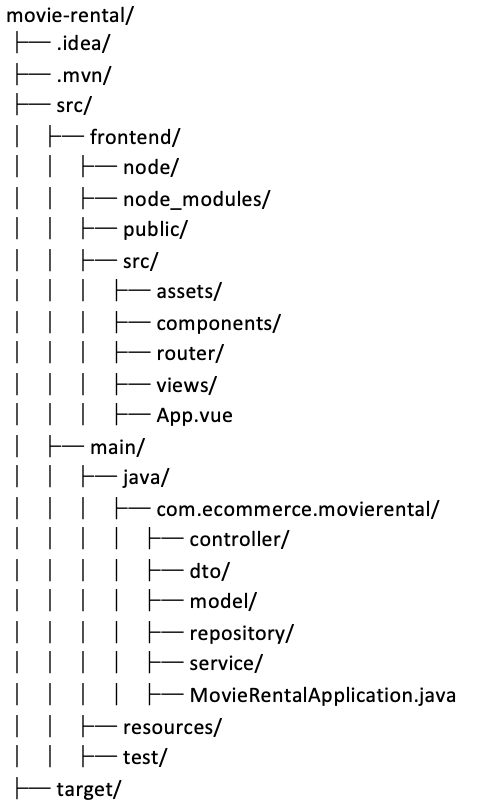 movie-rental/
├── .idea/
├── .mvn/
├── src/
│   ├── frontend/
│   │   ├── node/
│   │   ├── node_modules/
│   │   ├── public/
│   │   ├── src/
│   │   │   ├── assets/
│   │   │   ├── components/
│   │   │   ├── router/
│   │   │   ├── views/
│   │   │   ├── App.vue
│   ├── main/
│   │   ├── java/
│   │   │   ├── com.ecommerce.movierental/
│   │   │   │   ├── controller/
│   │   │   │   ├── dto/
│   │   │   │   ├── model/
│   │   │   │   ├── repository/
│   │   │   │   ├── service/
│   │   │   │   ├── MovieRentalApplication.java
│   │   ├── resources/
│   │   ├── test/
├── target/